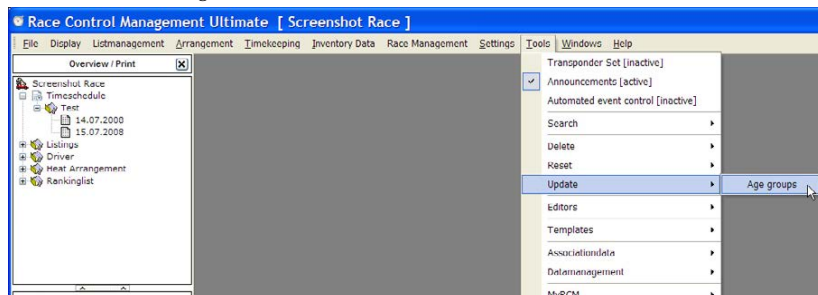 Race Control Management Ultimate [ Screenshot Race ]
File Display Listmanagement Arrangement Timekeeping Inventory Data Race Management Settings Tools Windows Help
Overview / Print
Screenshot Race
Timeschedule
Test
14.07.2000
15.07.2008
Listings
Driver
Heat Arrangement
Rankinglist
Transponder Set [inactive]
Announcements [active]
Automated event control [inactive]
Search
Delete
Reset
Update
Age groups
Editors
Templates
Associationdata
Datamanagement
MyRCM